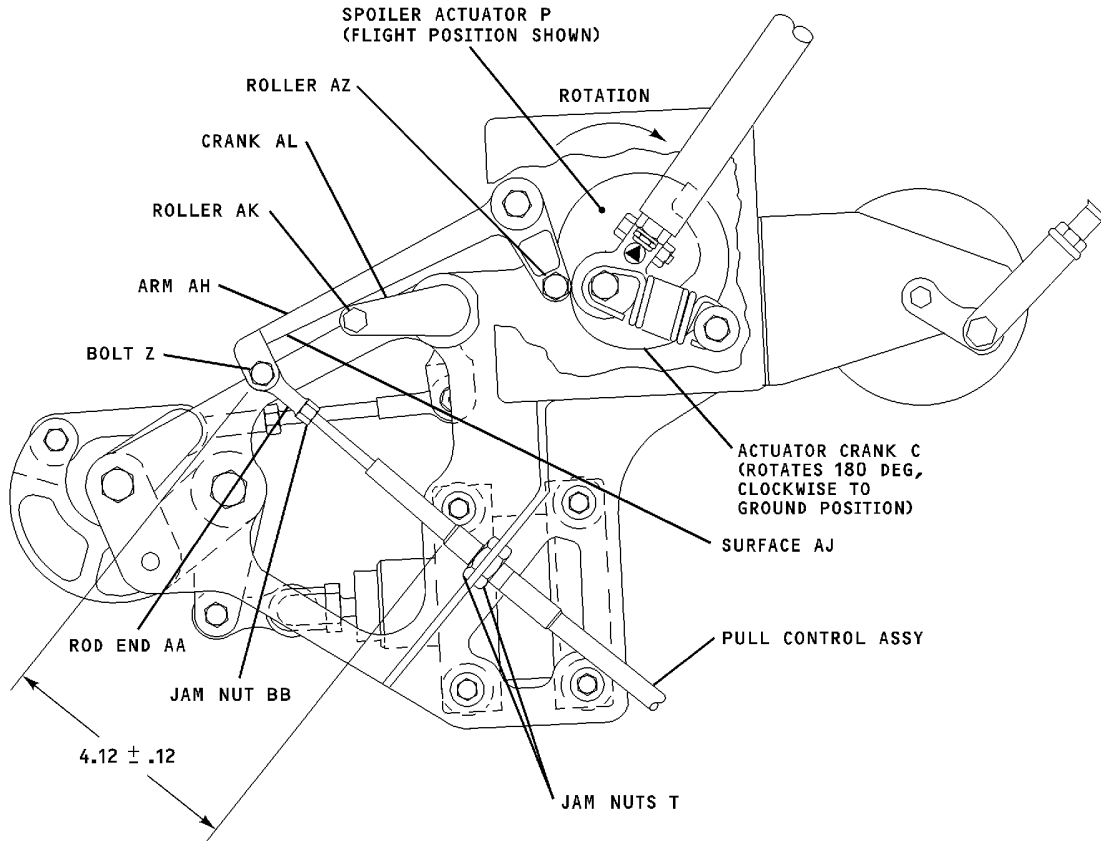 SPOILER ACTUATOR P
(FLIGHT POSITION SHOWN)
ROLLER AZ
ROTATION
CRANK AL
ROLLER AK
ARM AH
BOLT Z
ACTUATOR CRANK C
(ROTATES 180 DEG,
CLOCKWISE TO
GROUND POSITION)
SURFACE AJ
ROD END AA
PULL CONTROL ASSY
JAM NUT BB
4.12 ± .12
JAM NUTS T